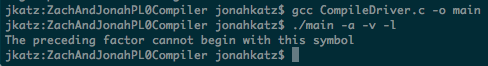 jkatz:ZachAndJonahPL0Compiler jonahkatz$ gcc CompileDriver.c -o main
jkatz:ZachAndJonahPL0Compiler jonahkatz$ ./main -a -v -l
The preceding factor cannot begin with this symbol
jkatz:ZachAndJonahPL0Compiler jonahkatz$